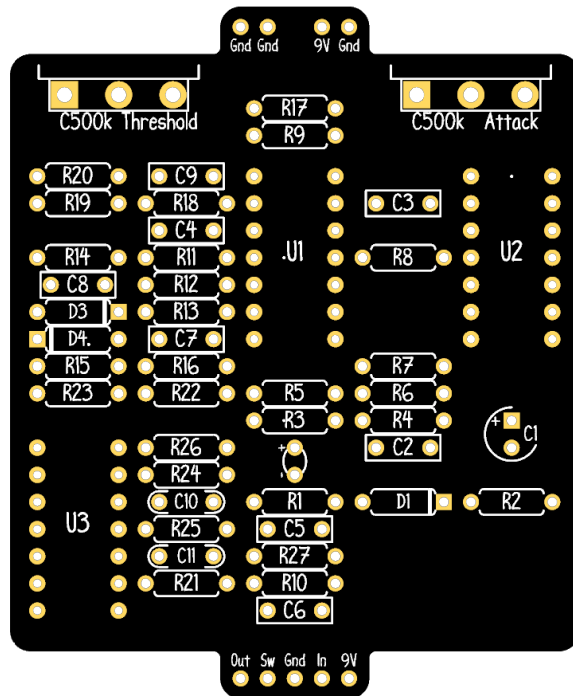 Gnd Gnd 9V Gnd
C500k Threshold C500k Attack
R17
R9
R20 C9
R19 R18 C3
C4
U1 U2
R14 R11 R8
C8 R12
D3 R13
D4. C7
R15 R16 R7
R23 R22 R5 R6
R3 R4
+ C1
R26 + C2
R24
C10 R1 D1 R2
U3 R25 C5
C11 R27
R21 R10
C6
Out Sw Gnd In 9V